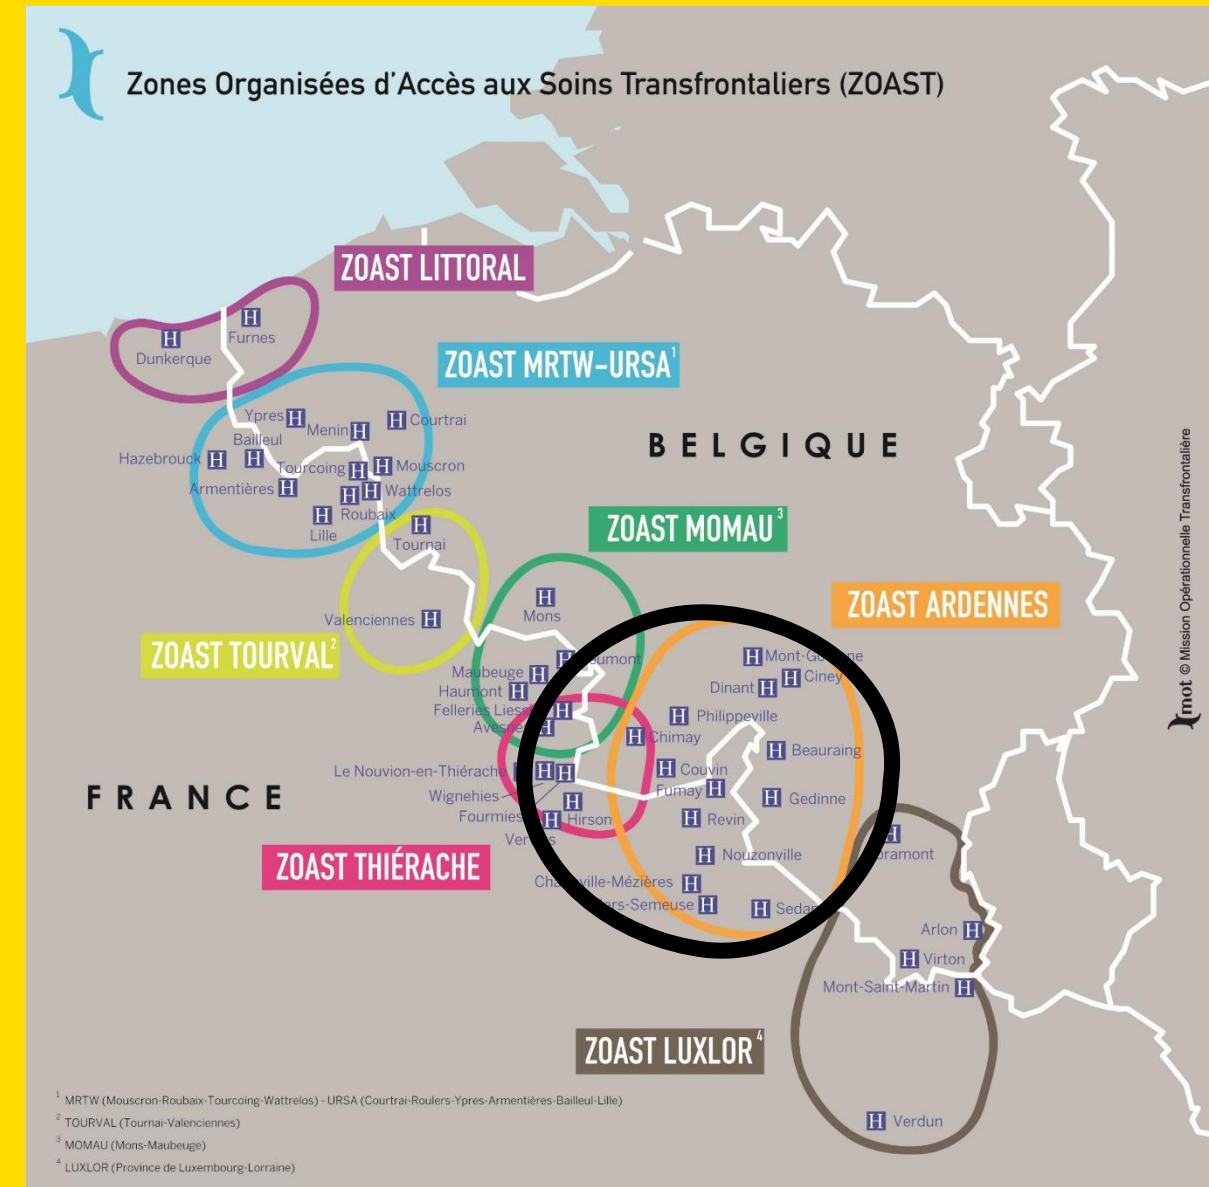 Zones Organisées d'Accès aux Soins Transfrontaliers (ZOAST)
ZOAST LITTORAL
H
Furnes
H
Dunkerque
ZOAST MRTW-URSA¹
Ypres H
Menin H
H Courtrai
Bailleul
Hazebrouck H
H
Tourcoing H
H Mouscron
Armentières H
H
H Wattrelos
Roubaix
H
Lille
BELGIQUE
H
Tournai
ZOAST MOMAU³
H
Mons
ZOAST ARDENNES
Valenciennes H
ZOAST TOURVAL²
H
Maubeuge H
Haumont H
Felleries
H
H
H
Ciney
Dinant H
H Philippeville
H
Chimay
H Beauraing
Le Nouvion-en-Thiérache
H H
Wignehies
H Couvin
Fumay H
H Gedinne
FRANCE
Fourmies
H
H Hirson
H Revin
ZOAST THIÉRACHE
H Nouzonville
H
H
H
H
Arlon H
H Virton
Mont-Saint-Martin H
ZOAST LUXLOR⁴
H Verdun
mot © Mission Opérationnelle Transfrontalière
¹ MRTW (Mouscron-Roubaix-Tourcoing-Wattrelos) - URSA (Courtrai-Roulers-Ypres-Armentières-Bailleul-Lille)
² TOURVAL (Tournai-Valenciennes)
³ MOMAU (Mons-Maubeuge)
⁴ LUXLOR (Province de Luxembourg-Lorraine)